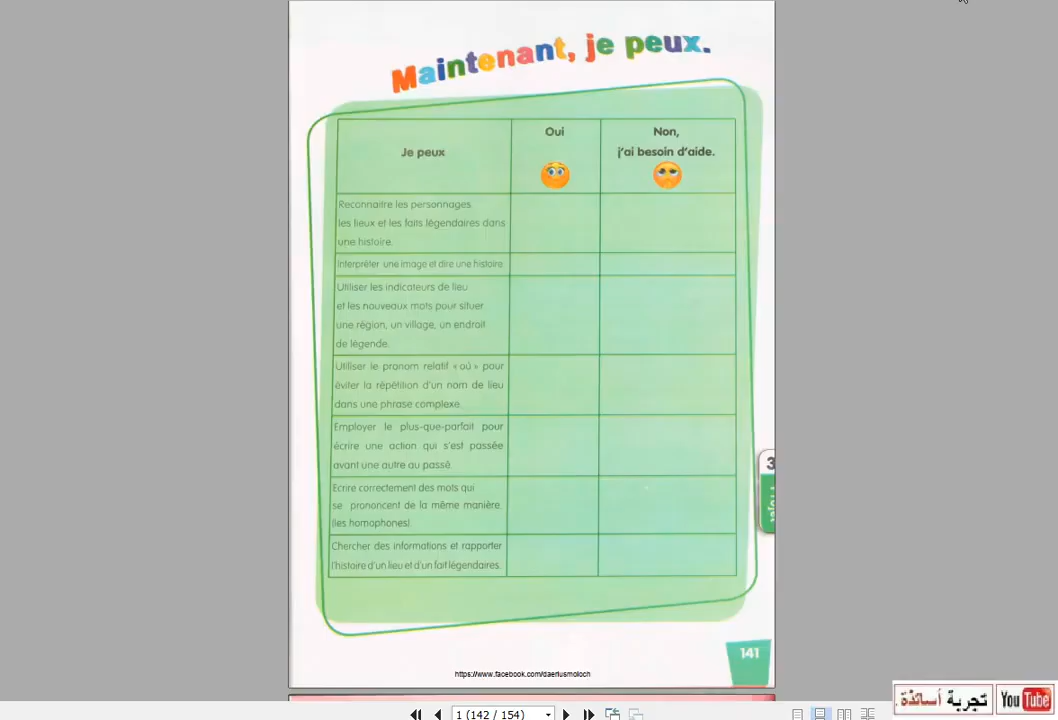 Maintenant, je peux.
Je peux
Oui
Non,
j'ai besoin d'aide.
Reconnaitre les personnages
les lieux et les faits légendaires dans
une histoire.
Interpréter une image et dire une histoire
Utiliser les indicateurs de lieu
et les nouveaux mots pour situer
une région, un village, un endroit
de légende.
Utiliser le pronom relatif « où » pour
éviter la répétition d'un nom de lieu
dans une phrase complexe.
Employer le plus-que-parfait pour
écrire une action qui s'est passée
avant une autre au passé.
Ecrire correctement des mots qui
se prononcent de la même manière.
(les homophones)
Chercher des informations et rapporter
l'histoire d'un lieu et d'un fait légendaires.
3
141
https://www.facebook.com/daeriusmoloch
1 (142 / 154)
تجربة أساتذة.
You Tube